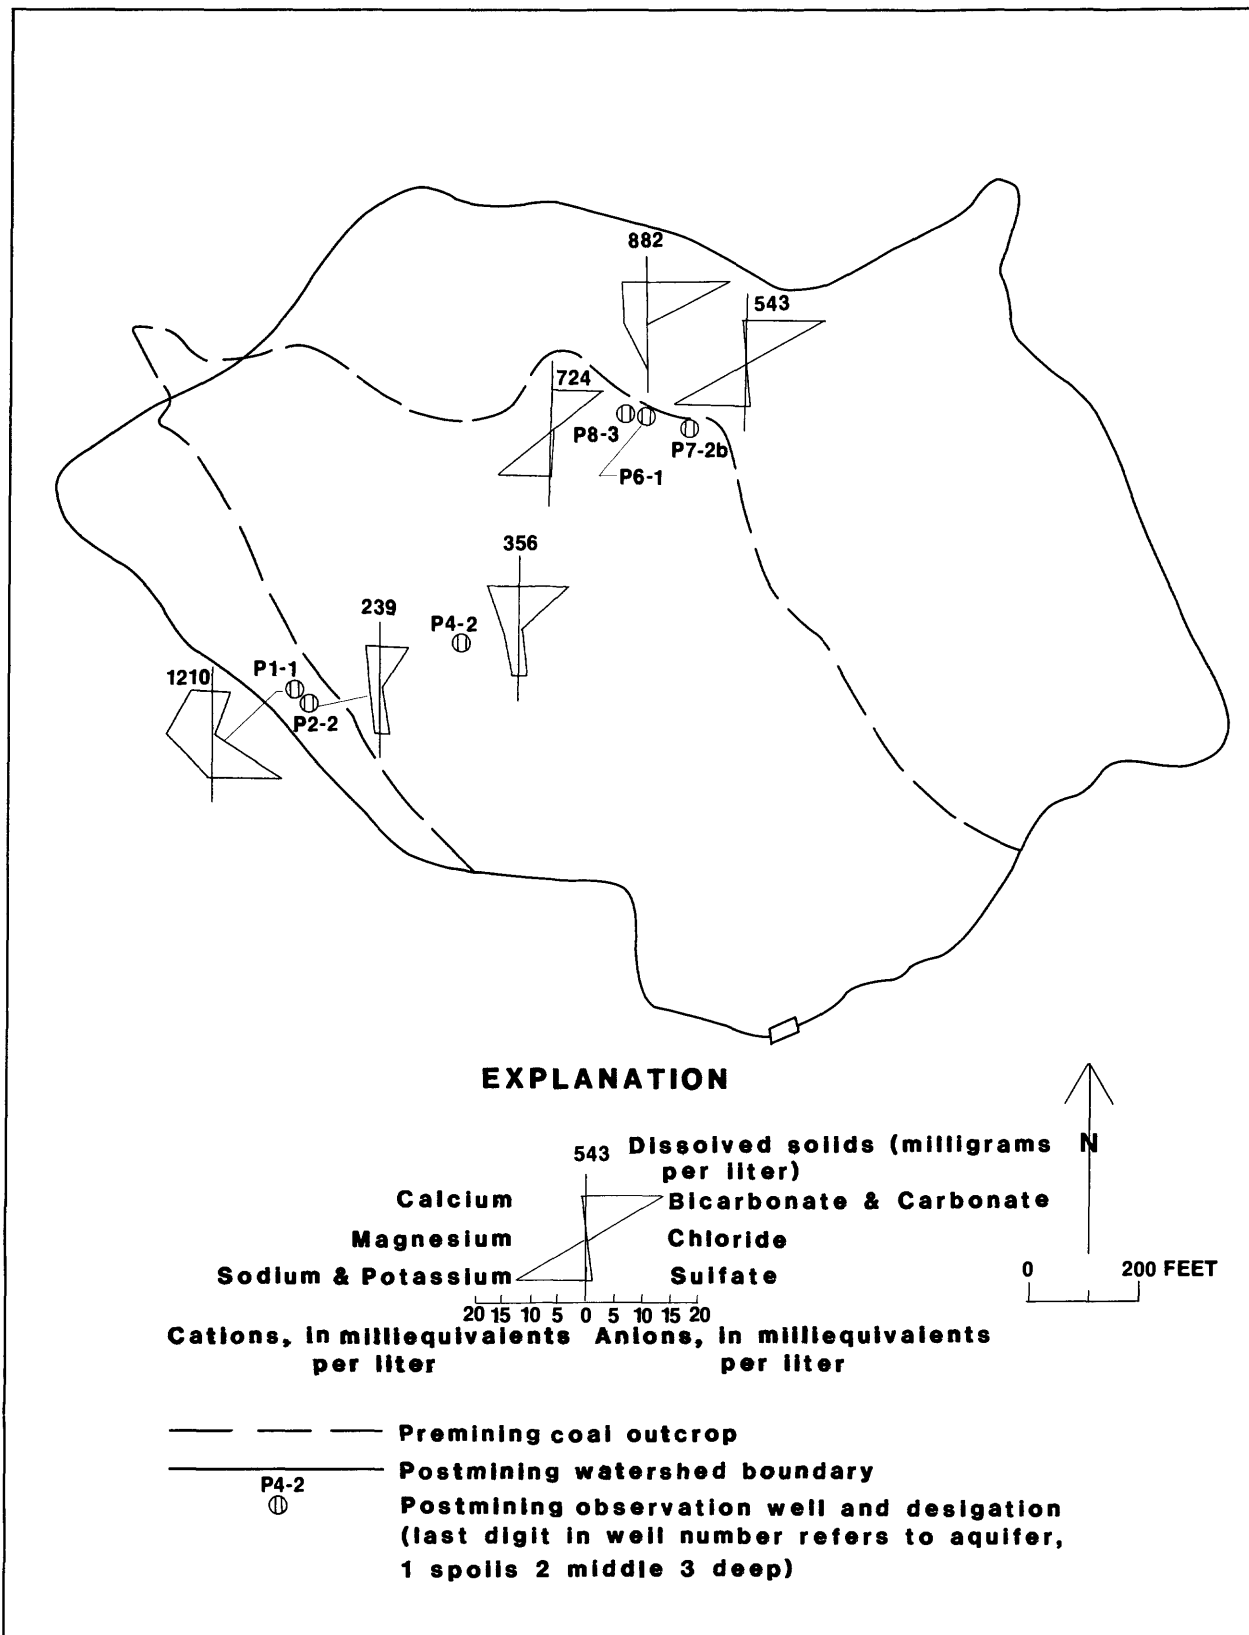 882
543
724
P8-3
P7-2b
P6-1
356
239
P4-2
1210
P1-1
P2-2
EXPLANATION
543 Dissolved solids (milligrams
per liter)
N
Calcium Bicarbonate & Carbonate
Magnesium Chloride
Sodium & Potassium Sulfate
0 200 FEET
20 15 10 5 0 5 10 15 20
Cations, in milliequivalents Anions, in milliequivalents
per liter per liter
Premining coal outcrop
Postmining watershed boundary
P4-2
Postmining observation well and desigation
(last digit in well number refers to aquifer,
1 spoils 2 middle 3 deep)